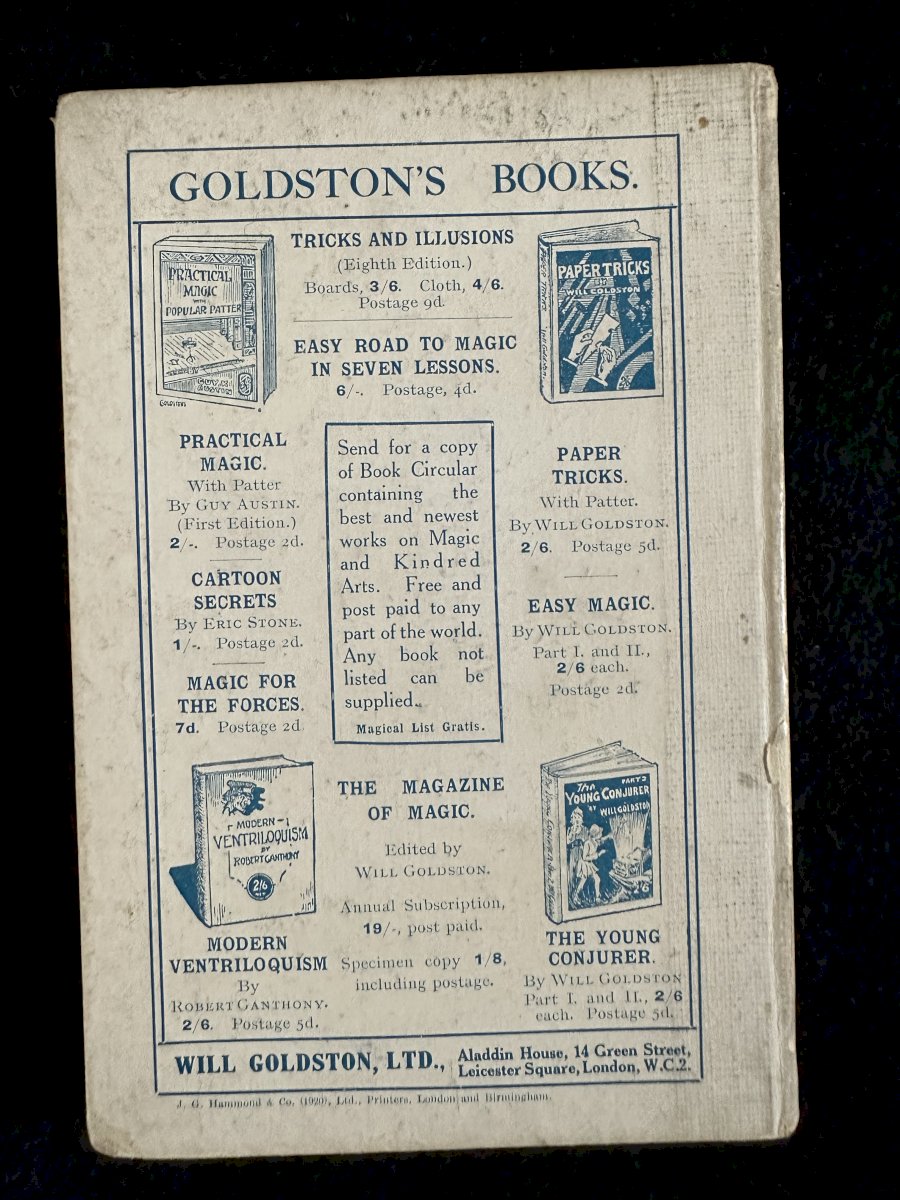 GOLDSTON'S BOOKS.
PRACTICAL
MAGIC
WITH
POPULAR PATTER
GUY
AUSTIN
GOLDSTON'S
TRICKS AND ILLUSIONS
(Eighth Edition.)
Boards, 3/6. Cloth, 4/6.
Postage 9d.
EASY ROAD TO MAGIC
IN SEVEN LESSONS.
6/-. Postage, 4d.
PAPER TRICKS
BY
WILL GOLDSTON
PRACTICAL
MAGIC.
With Patter
By GUY AUSTIN.
(First Edition.)
2/-. Postage 2d.
CARTOON
SECRETS
By ERIC STONE.
1/-. Postage 2d.
MAGIC FOR
THE FORCES.
7d. Postage 2d
Send for a copy
of Book Circular
containing the
best and newest
works on Magic
and Kindred
Arts. Free and
post paid to any
part of the world.
Any book not
listed can be
supplied.
Magical List Gratis.
PAPER
TRICKS.
With Patter.
By WILL GOLDSTON.
2/6. Postage 5d.
EASY MAGIC.
By WILL GOLDSTON.
Part I. and II.,
2/6 each.
Postage 2d.
MODERN
VENTRILOQUISM
BY
ROBERT GANTHONY
2/6
NET
MODERN
VENTRILOQUISM
By
ROBERT GANTHONY.
2/6. Postage 5d.
THE MAGAZINE
OF MAGIC.
Edited by
WILL GOLDSTON.
Annual Subscription,
19/-, post paid.
Specimen copy 1/8,
including postage.
PART 2
The
YOUNG CONJURER
BY WILL GOLDSTON
2/6
THE YOUNG
CONJURER.
By WILL GOLDSTON
Part I. and II., 2/6
each. Postage 5d.
WILL GOLDSTON, LTD., Aladdin House, 14 Green Street,
Leicester Square, London, W.C.2.
J. G. Hammond & Co. (1920), Ltd., Printers, London and Birmingham.